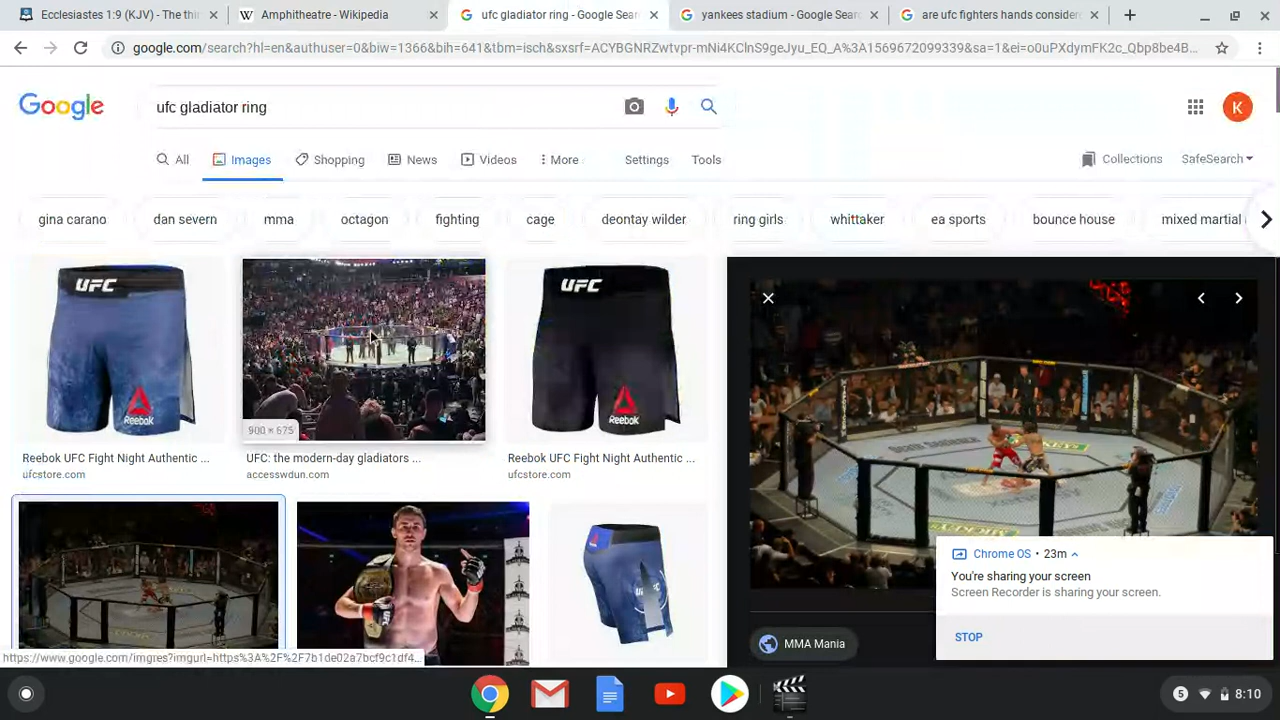 Ecclesiastes 1:9 (KJV) - The thin
Amphitheatre - Wikipedia
ufc gladiator ring - Google Sear
yankees stadium - Google Searc
are ufc fighters hands considere
google.com/search?hl=en&authuser=0&biw=1366&bih=641&tbm=isch&sxsrf=ACYBGNRZwtvpr-mNi4KClnS9geJyu_EQ_A%3A1569672099339&sa=1&ei=o0uPXdymFK2c_Qbp8be4B...
Google
ufc gladiator ring
K
All
Images
Shopping
News
Videos
More
Settings
Tools
Collections
SafeSearch
gina carano
dan severn
mma
octagon
fighting
cage
deontay wilder
ring girls
whittaker
ea sports
bounce house
mixed martial
UFC
Reebok
900 × 675
UFC
Reebok
Reebok UFC Fight Night Authentic ...
ufcstore.com
UFC: the modern-day gladiators ...
accesswdun.com
Reebok UFC Fight Night Authentic ...
ufcstore.com
Chrome OS • 23m
You're sharing your screen
Screen Recorder is sharing your screen.
STOP
MMA Mania
https://www.google.com/imgres?imgurl=https%3A%2F%2F7b1de02a7bcf9c1df4...
5
8:10